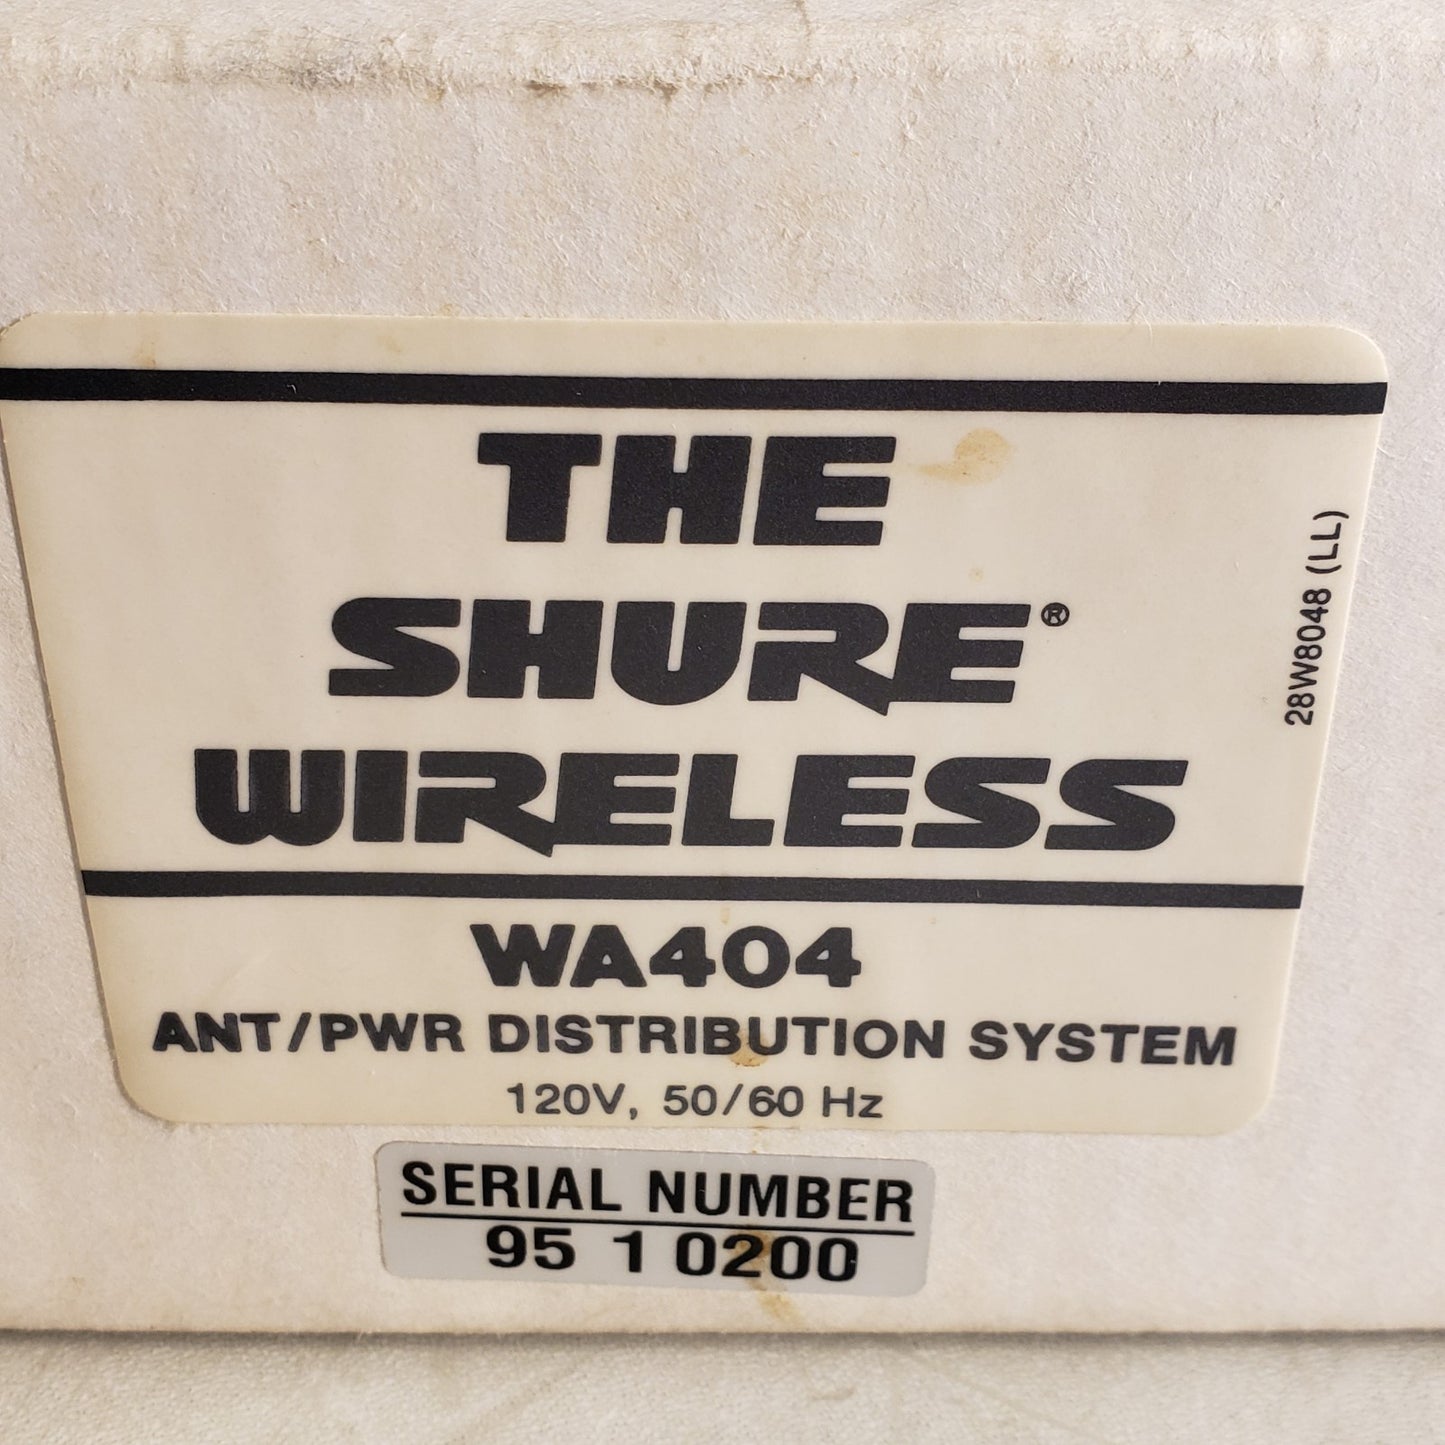 THE
SHURE®
WIRELESS
28W8048 (LL)
WA404
ANT/PWR DISTRIBUTION SYSTEM
120V, 50/60 Hz
SERIAL NUMBER
95 1 0200